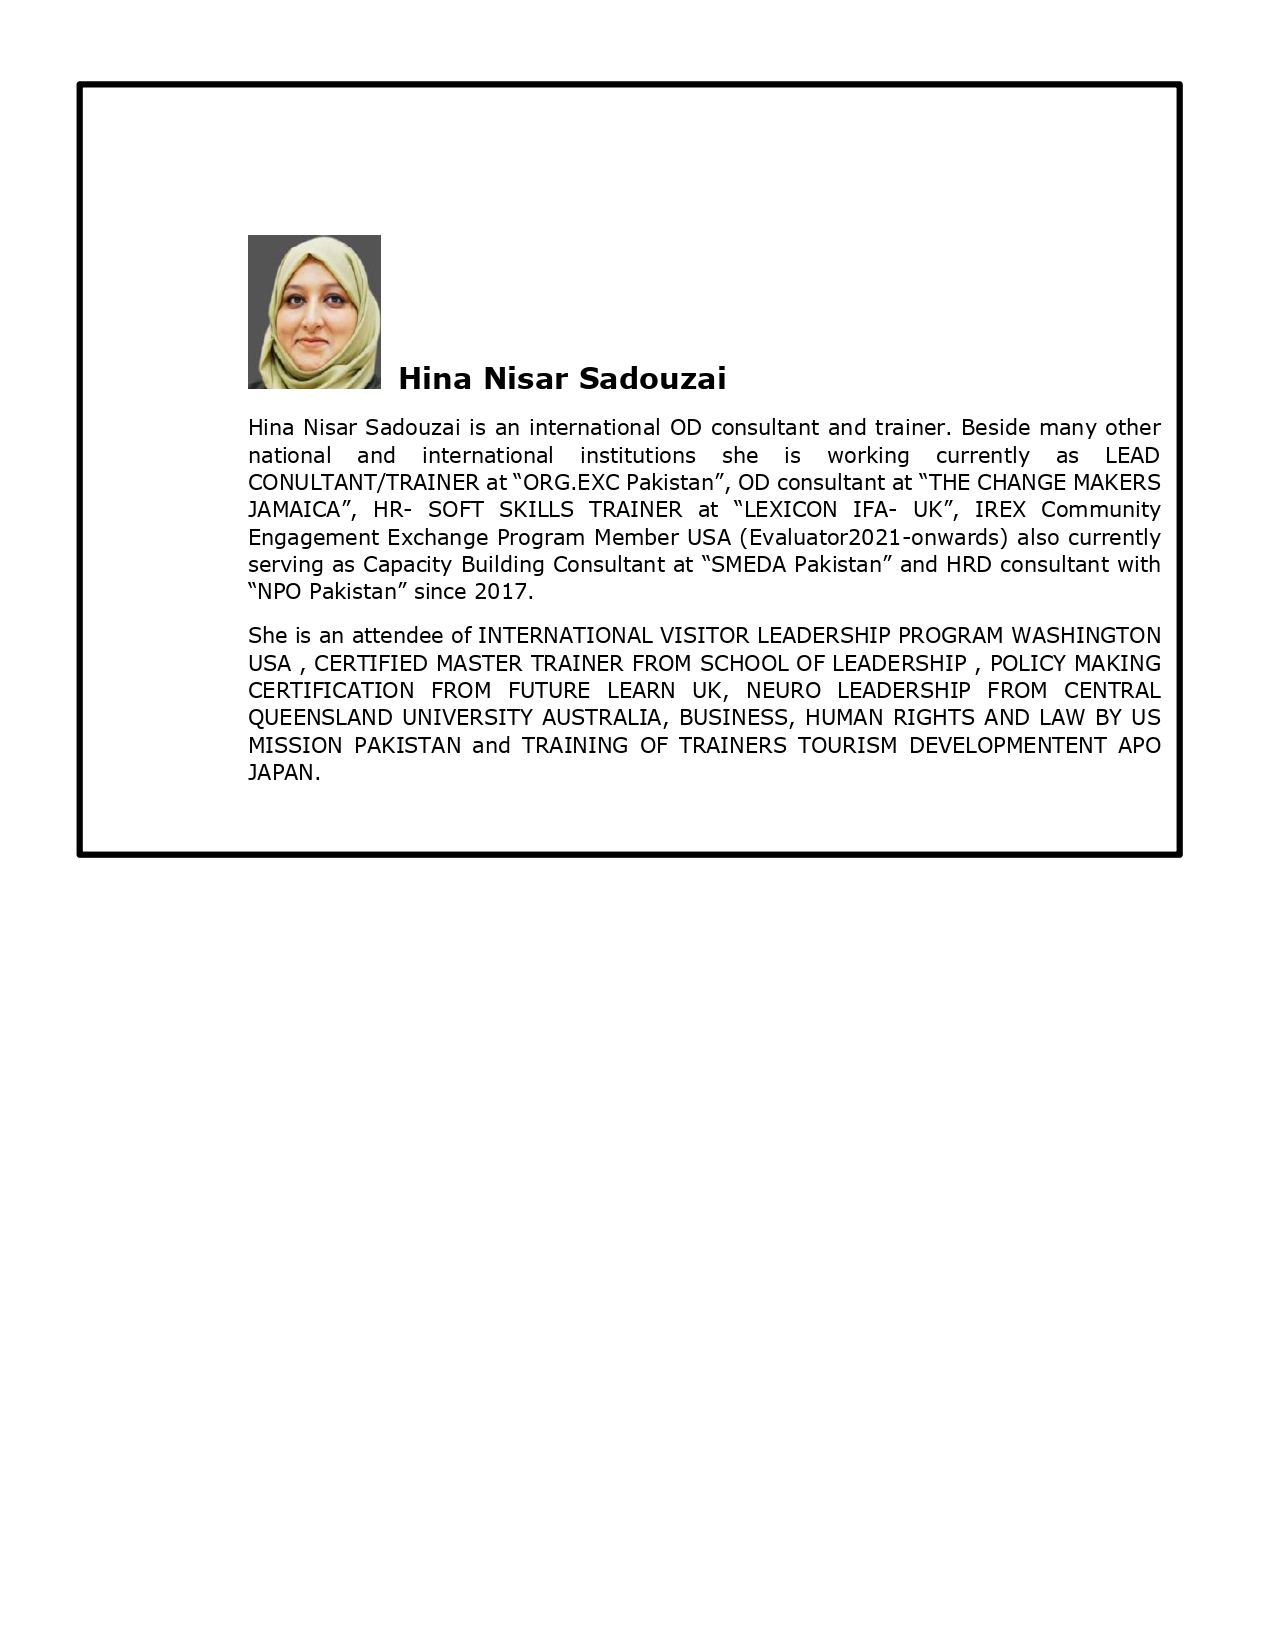 Hina Nisar Sadouzai
Hina Nisar Sadouzai is an international OD consultant and trainer. Beside many other
national and international institutions she is working currently as LEAD
CONULTANT/TRAINER at “ORG.EXC Pakistan”, OD consultant at “THE CHANGE MAKERS
JAMAICA”, HR- SOFT SKILLS TRAINER at “LEXICON IFA- UK”, IREX Community
Engagement Exchange Program Member USA (Evaluator2021-onwards) also currently
serving as Capacity Building Consultant at “SMEDA Pakistan” and HRD consultant with
“NPO Pakistan” since 2017.
She is an attendee of INTERNATIONAL VISITOR LEADERSHIP PROGRAM WASHINGTON
USA , CERTIFIED MASTER TRAINER FROM SCHOOL OF LEADERSHIP , POLICY MAKING
CERTIFICATION FROM FUTURE LEARN UK, NEURO LEADERSHIP FROM CENTRAL
QUEENSLAND UNIVERSITY AUSTRALIA, BUSINESS, HUMAN RIGHTS AND LAW BY US
MISSION PAKISTAN and TRAINING OF TRAINERS TOURISM DEVELOPMENTENT APO
JAPAN.